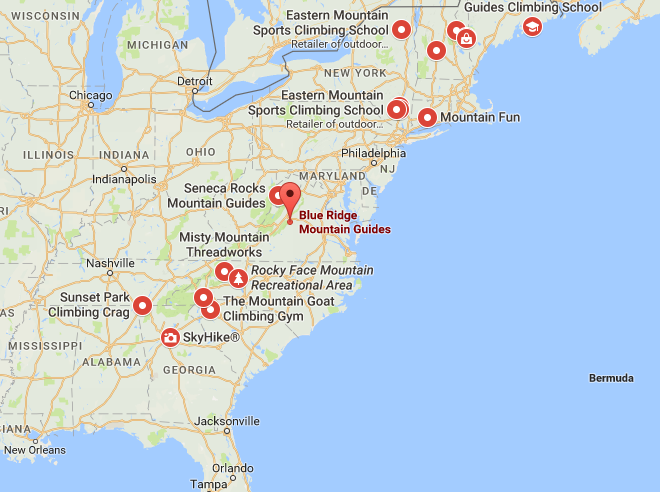 Guides Climbing School
WISCONSIN
Eastern Mountain
Sports Climbing School
Retailer of outdoor...
MICHIGAN
NEW YORK
Detroit
Chicago
Eastern Mountain
Sports Climbing School
Retailer of outdoor...
Mountain Fun
ILLINOIS
INDIANA
OHIO
Philadelphia
Indianapolis
MARYLAND
NJ
DE
Seneca Rocks
Mountain Guides
Blue Ridge
Mountain Guides
Misty Mountain
Threadworks
Nashville
Rocky Face Mountain
Recreational Area
Sunset Park
Climbing Crag
The Mountain Goat
Climbing Gym
SkyHike®
MISSISSIPPI
ALABAMA
GEORGIA
Bermuda
Jacksonville
New Orleans
Orlando
Tampa